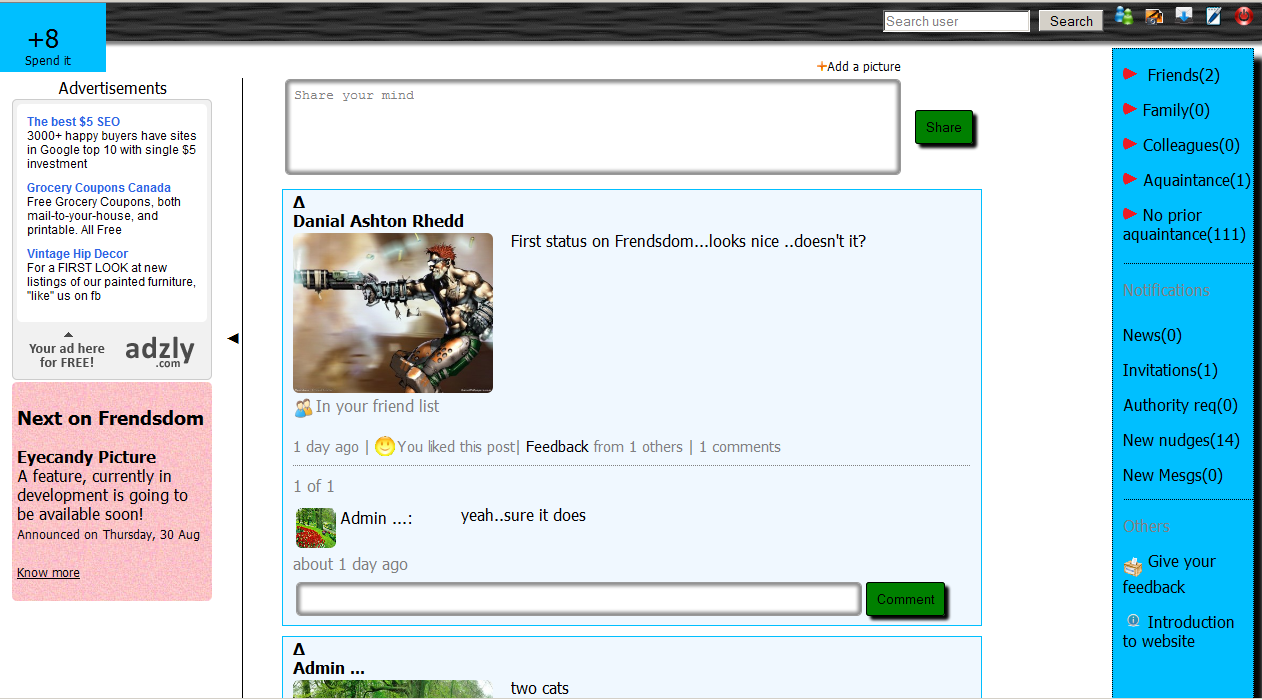 +8
Spend it
Search user
Search
Advertisements
The best $5 SEO
3000+ happy buyers have sites
in Google top 10 with single $5
investment
Grocery Coupons Canada
Free Grocery Coupons, both
mail-to-your-house, and
printable. All Free
Vintage Hip Decor
For a FIRST LOOK at new
listings of our painted furniture,
"like" us on fb
Your ad here
for FREE!
adzly
.com
Next on Frendsdom
Eyecandy Picture
A feature, currently in
development is going to
be available soon!
Announced on Thursday, 30 Aug
Know more
+Add a picture
Share your mind
Share
Δ
Danial Ashton Rhedd
First status on Frendsdom...looks nice ..doesn't it?
In your friend list
1 day ago | You liked this post| Feedback from 1 others | 1 comments
1 of 1
Admin ...: yeah..sure it does
about 1 day ago
Comment
Δ
Admin ...
two cats
Friends(2)
Family(0)
Colleagues(0)
Aquaintance(1)
No prior
aquaintance(111)
Notifications
News(0)
Invitations(1)
Authority req(0)
New nudges(14)
New Mesgs(0)
Others
Give your
feedback
Introduction
to website